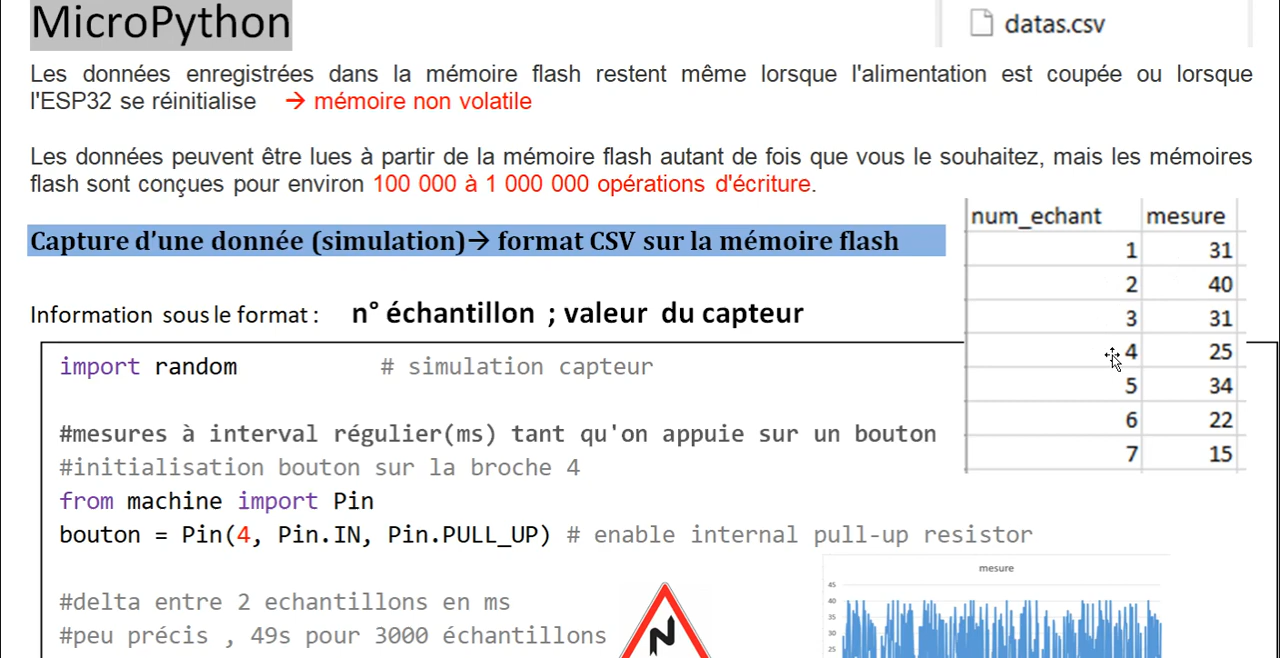 MicroPython
datas.csv
Les données enregistrées dans la mémoire flash restent même lorsque l'alimentation est coupée ou lorsque
l'ESP32 se réinitialise → mémoire non volatile
Les données peuvent être lues à partir de la mémoire flash autant de fois que vous le souhaitez, mais les mémoires
flash sont conçues pour environ 100 000 à 1 000 000 opérations d'écriture.
Capture d'une donnée (simulation)→ format CSV sur la mémoire flash
num_echant mesure
1 31
2 40
3 31
4 25
5 34
6 22
7 15
Information sous le format : n° échantillon ; valeur du capteur
import random # simulation capteur
#mesures à interval régulier(ms) tant qu'on appuie sur un bouton
#initialisation bouton sur la broche 4
from machine import Pin
bouton = Pin(4, Pin.IN, Pin.PULL_UP) # enable internal pull-up resistor
#delta entre 2 echantillons en ms
#peu précis , 49s pour 3000 échantillons
mesure
45
40
35
30
25